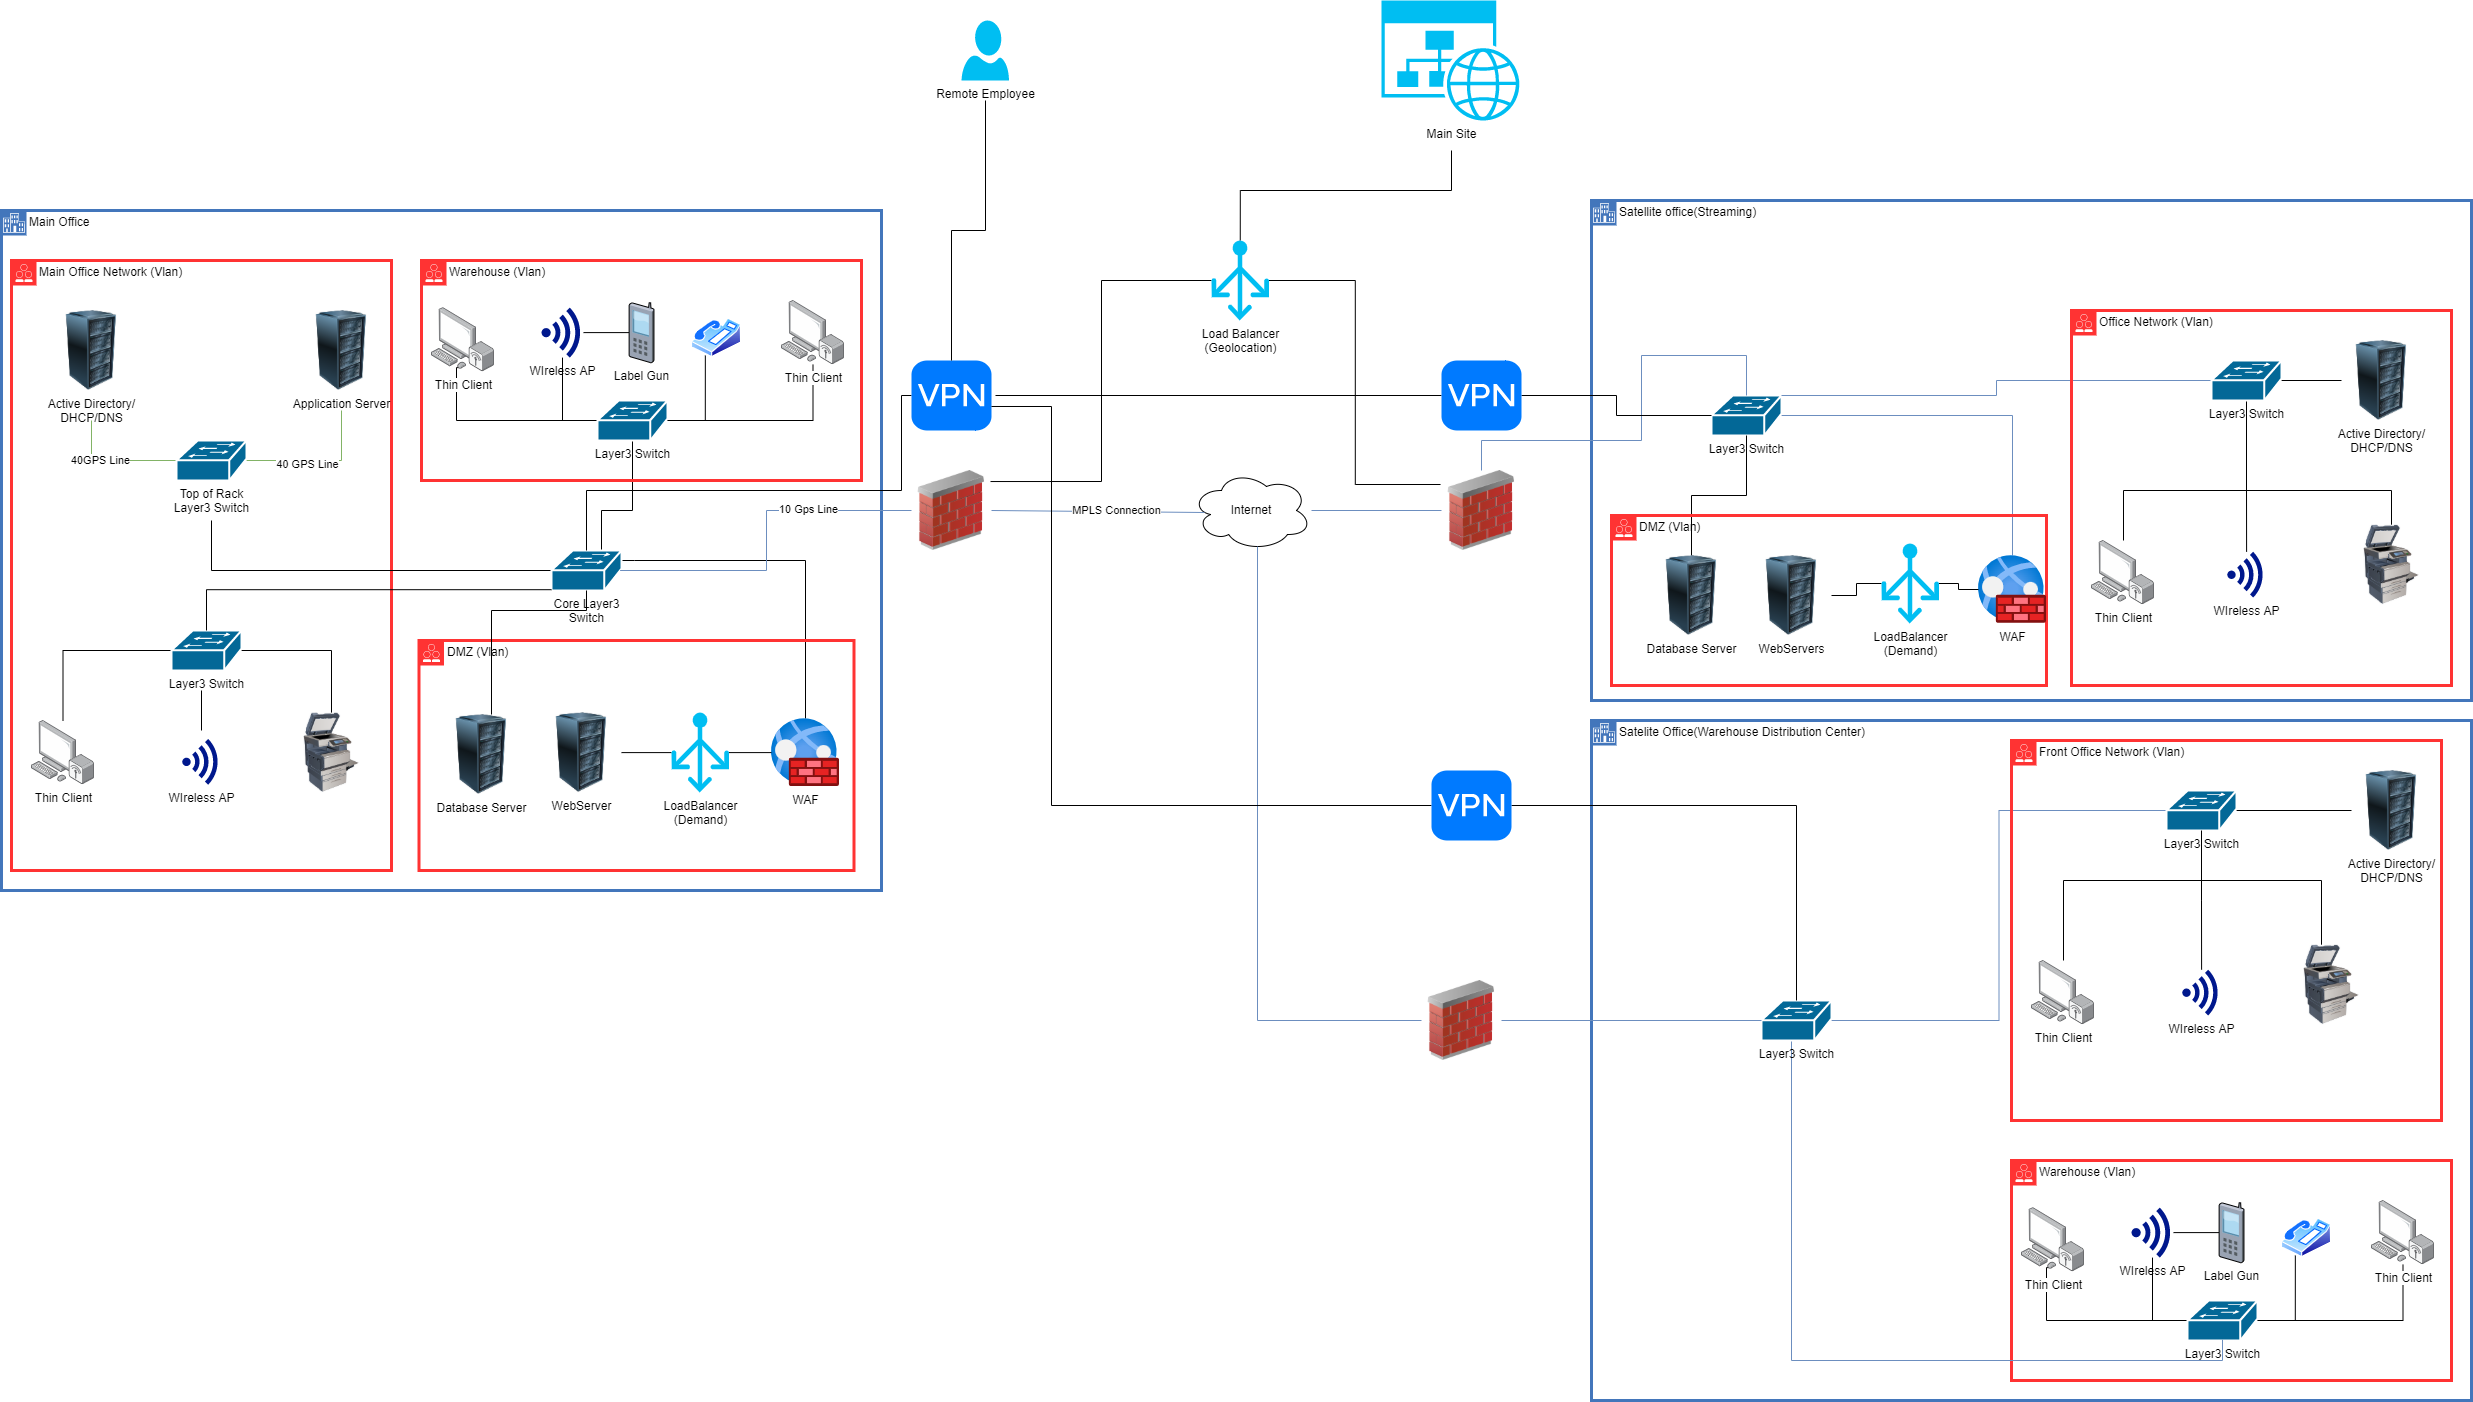 Remote Employee
Main Site
Main Office
Main Office Network (Vlan)
Active Directory/
DHCP/DNS
Application Server
40GPS Line
40 GPS Line
Top of Rack
Layer3 Switch
Layer3 Switch
Thin Client
WIreless AP
Warehouse (Vlan)
Thin Client
WIreless AP
Label Gun
Thin Client
Layer3 Switch
10 Gps Line
Core Layer3
Switch
DMZ (Vlan)
Database Server
WebServer
LoadBalancer
(Demand)
WAF
Load Balancer
(Geolocation)
VPN
VPN
MPLS Connection
Internet
VPN
Satellite office(Streaming)
Layer3 Switch
DMZ (Vlan)
Database Server
WebServers
LoadBalancer
(Demand)
WAF
Office Network (Vlan)
Layer3 Switch
Active Directory/
DHCP/DNS
Thin Client
WIreless AP
Satelite Office(Warehouse Distribution Center)
Layer3 Switch
Front Office Network (Vlan)
Layer3 Switch
Active Directory/
DHCP/DNS
Thin Client
WIreless AP
Warehouse (Vlan)
Thin Client
WIreless AP
Label Gun
Thin Client
Layer3 Switch